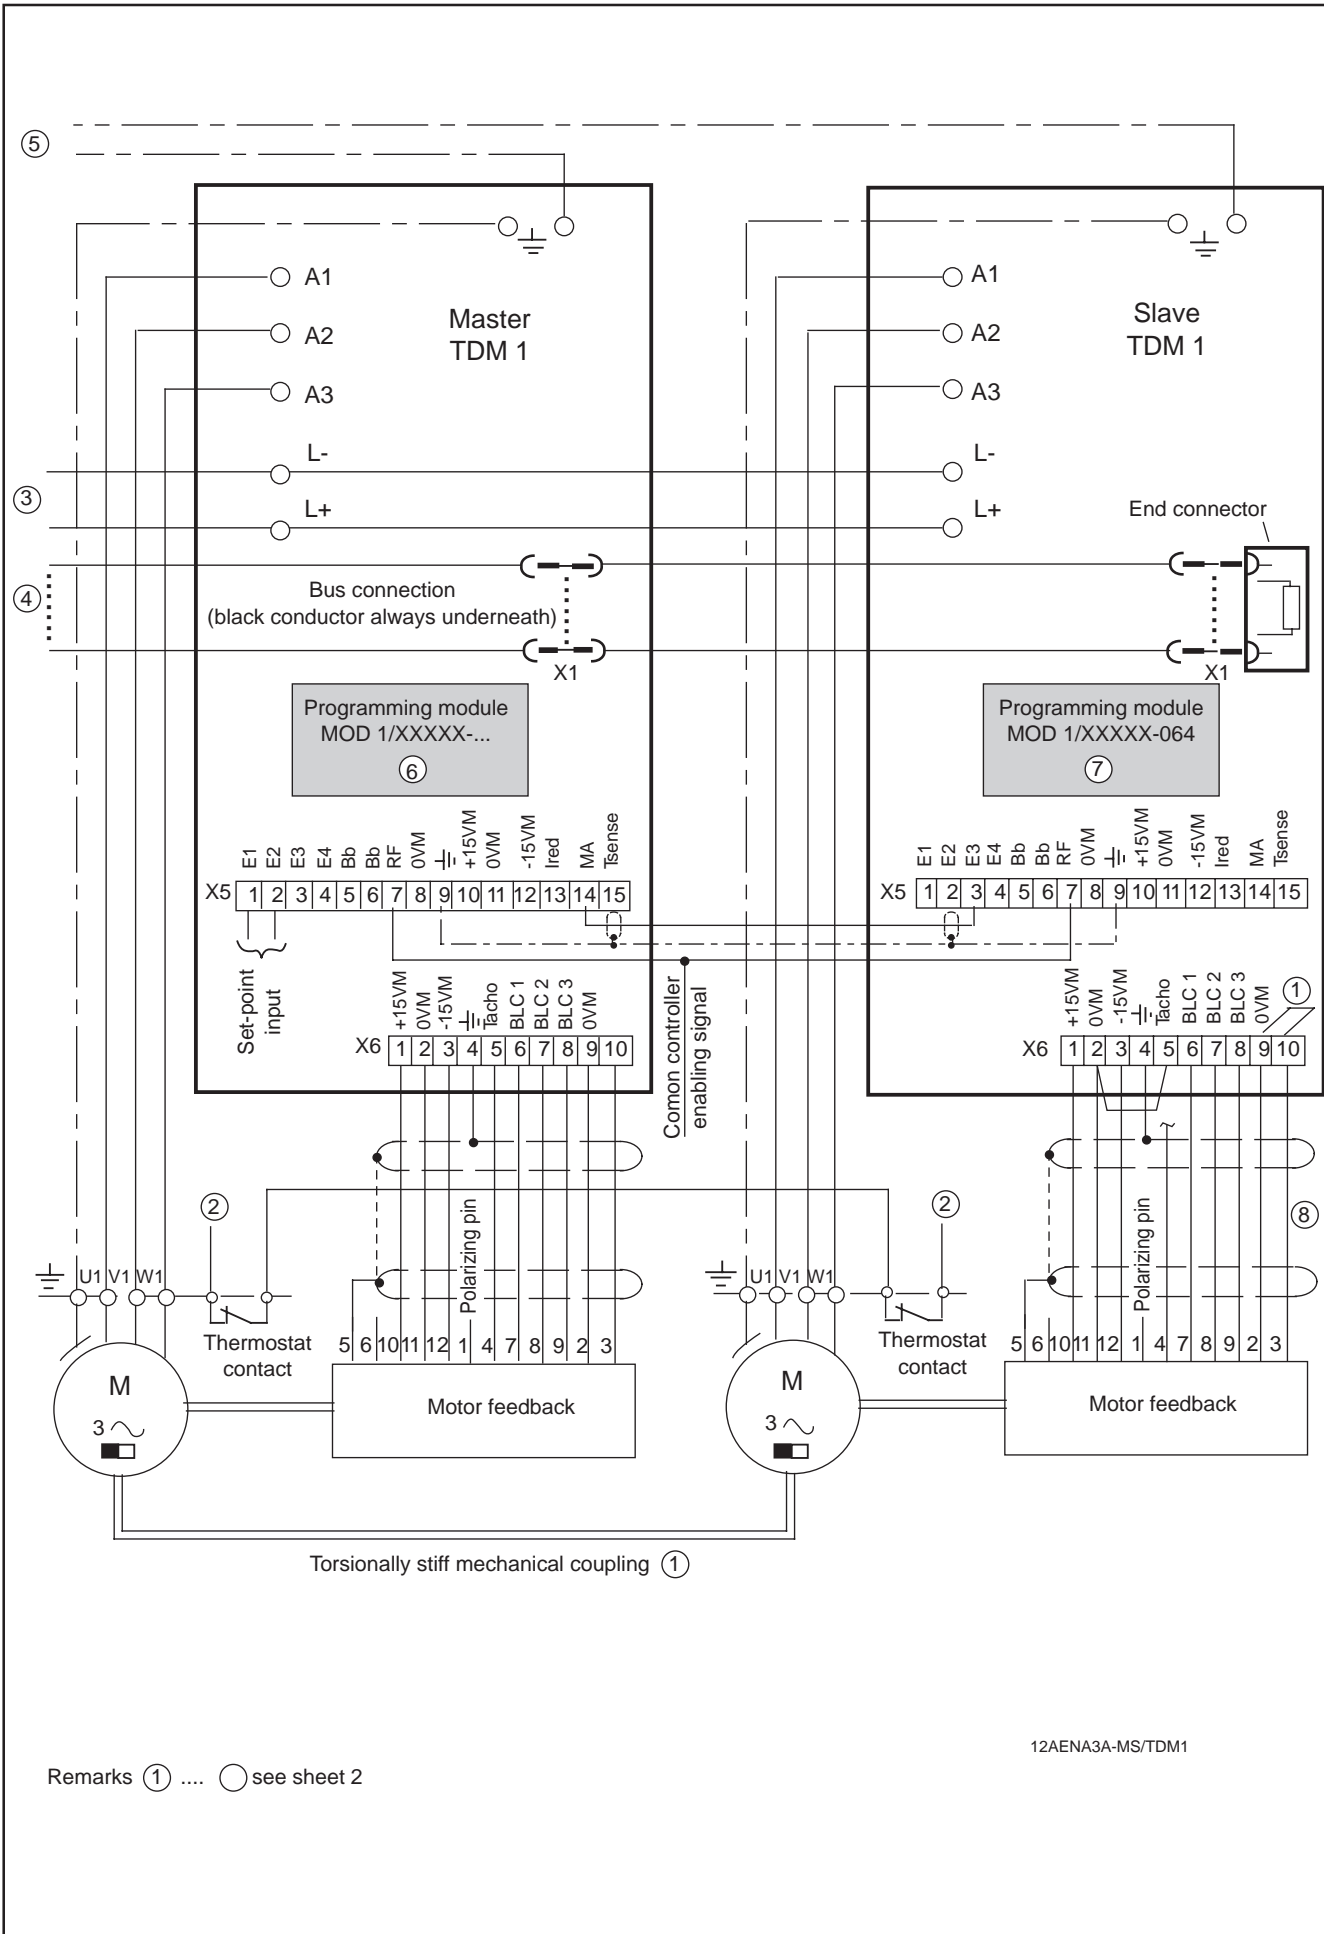 5
A1
A2
A3
Master
TDM 1
A1
A2
A3
Slave
TDM 1
3
L-
L+
L-
L+
End connector
4
Bus connection
(black conductor always underneath)
X1
X1
Programming module
MOD 1/XXXXX-...
6
Programming module
MOD 1/XXXXX-064
7
E1 E2 E3 E4 Bb Bb RF 0VM +15VM 0VM -15VM Ired MA Tsense
X5 1 2 3 4 5 6 7 8 9 10 11 12 13 14 15
E1 E2 E3 E4 Bb Bb RF 0VM +15VM 0VM -15VM Ired MA Tsense
X5 1 2 3 4 5 6 7 8 9 10 11 12 13 14 15
Set-point
input
+15VM 0VM -15VM Tacho BLC 1 BLC 2 BLC 3 0VM
X6 1 2 3 4 5 6 7 8 9 10
Comon controller
enabling signal
+15VM 0VM -15VM Tacho BLC 1 BLC 2 BLC 3 0VM
1
X6 1 2 3 4 5 6 7 8 9 10
2
2
8
Polarizing pin
Polarizing pin
U1 V1 W1
U1 V1 W1
Thermostat
contact
Thermostat
contact
5 6 10 11 12 1 4 7 8 9 2 3
5 6 10 11 12 1 4 7 8 9 2 3
M
3
Motor feedback
M
3
Motor feedback
Torsionally stiff mechanical coupling 1
12AENA3A-MS/TDM1
Remarks 1 .... see sheet 2